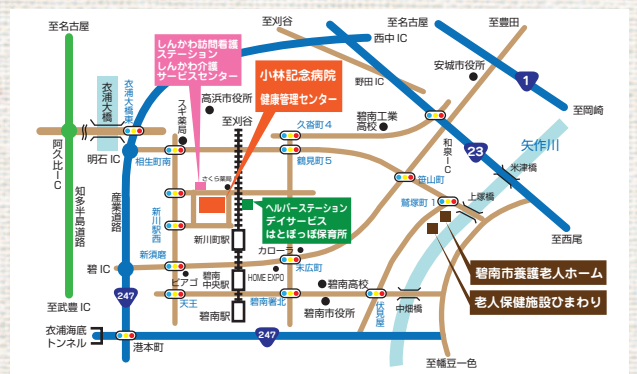 至名古屋
至刈谷
至名古屋
至豊田
西中 IC
しんかわ訪問看護
ステーション
しんかわ介護
サービスセンター
小林記念病院
健康管理センター
野田 IC
安城市役所
1
至岡崎
衣浦大橋
衣浦大橋東
スギ薬局
高浜市役所
至刈谷
久沓町4
碧南工業
高校
和泉IC
23
矢作川
米津橋
阿久比IC
明石 IC
相生町南
鶴見町5
さくら薬局
笹山町
鷲塚町1
上塚橋
知多半島道路
産業道路
新川駅西
ヘルパーステーション
デイサービス
はとぽっぽ保育所
新川町駅
至西尾
新須磨
カローラ
碧 IC
ピアゴ
碧南
中央駅
HOME EXPO
末広町
碧南市養護老人ホーム
老人保健施設ひまわり
247
天王
碧南署北
碧南高校
伏見屋
中畑橋
至武豊 IC
碧南駅
碧南市役所
衣浦海底
トンネル
港本町
247
至幡豆一色